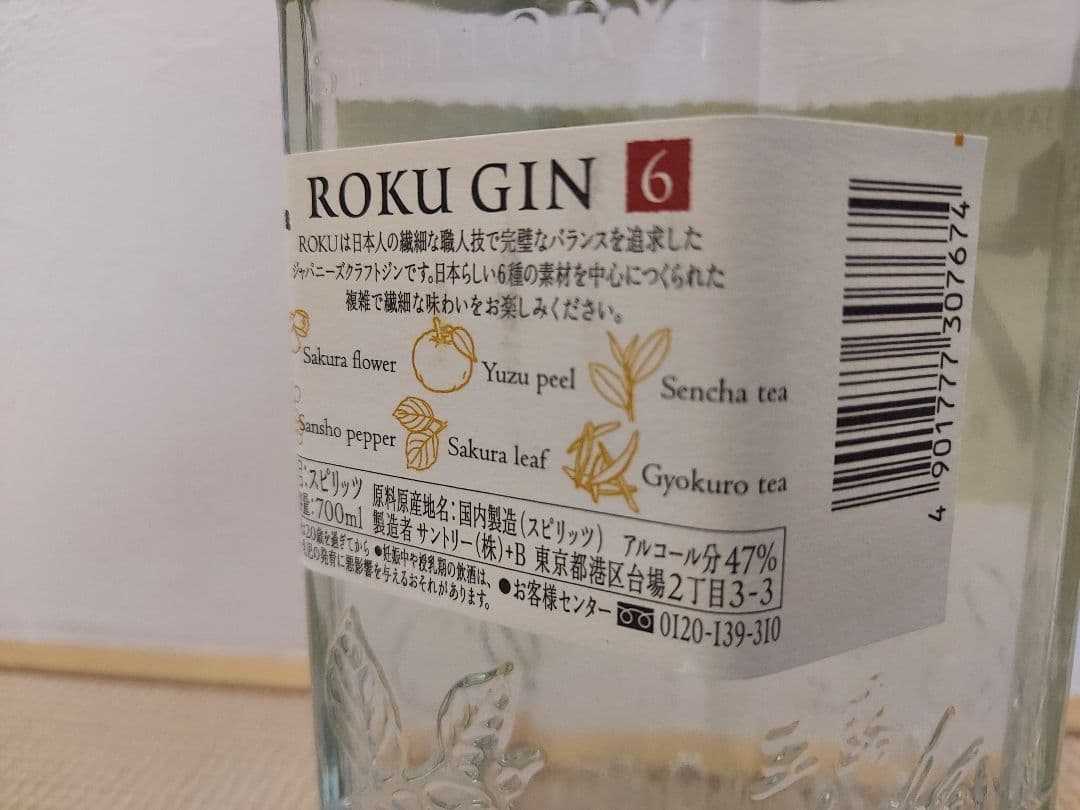 ROKU GIN 6
ROKUは日本人の繊細な職人技で完璧なバランスを追求した
ジャパニーズクラフトジンです。日本らしい6種の素材を中心につくられた
複雑で繊細な味わいをお楽しみください。
Sakura flower
Yuzu peel
Sencha tea
Sansho pepper
Sakura leaf
Gyokuro tea
:スピリッツ 原料原産地名:国内製造(スピリッツ) アルコール分47%
量:700ml 製造者 サントリー(株)+B 東京都港区台場2丁目3-3
20歳を過ぎてから ●妊娠中や授乳期の飲酒は、
児の発育に悪影響を与えるおそれがあります。
●お客様センター 0120-139-310
4 901777 307674
玉露